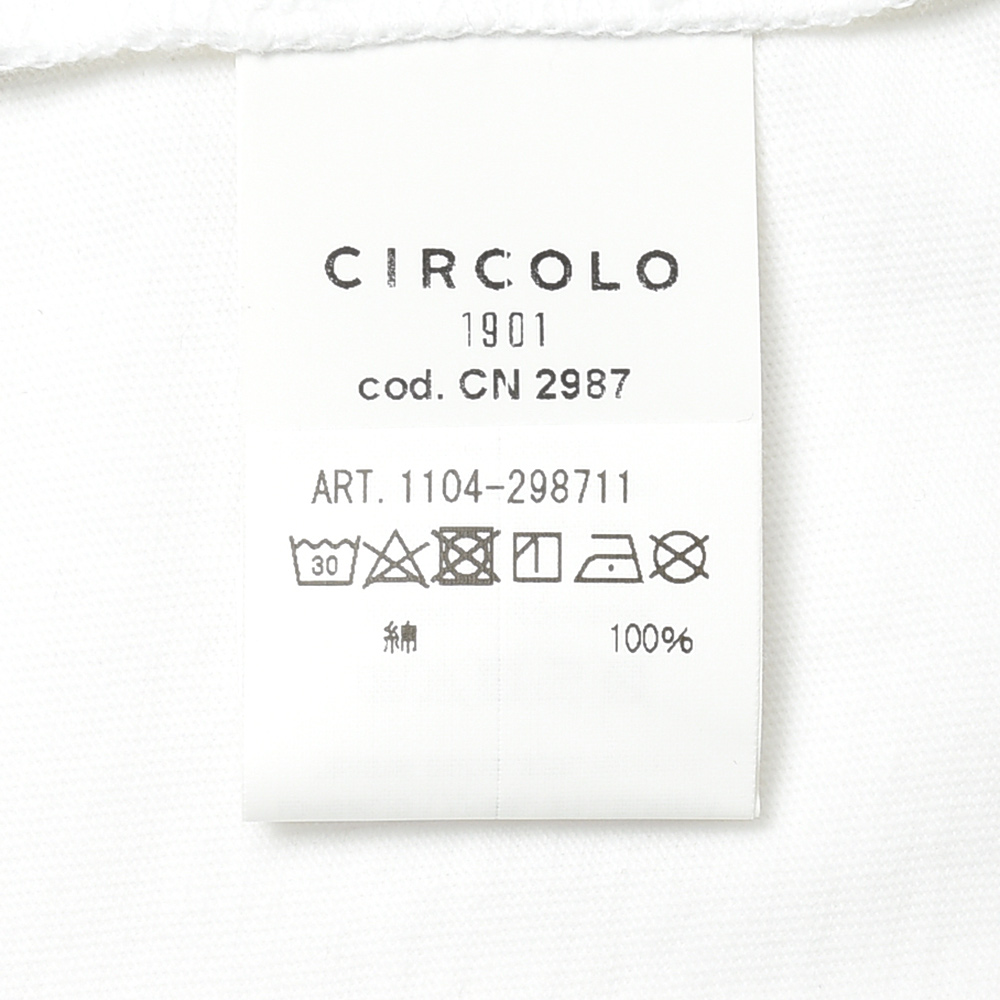 CIRCOLO
1901
cod. CN 2987
ART. 1104-298711
30
綿 100%